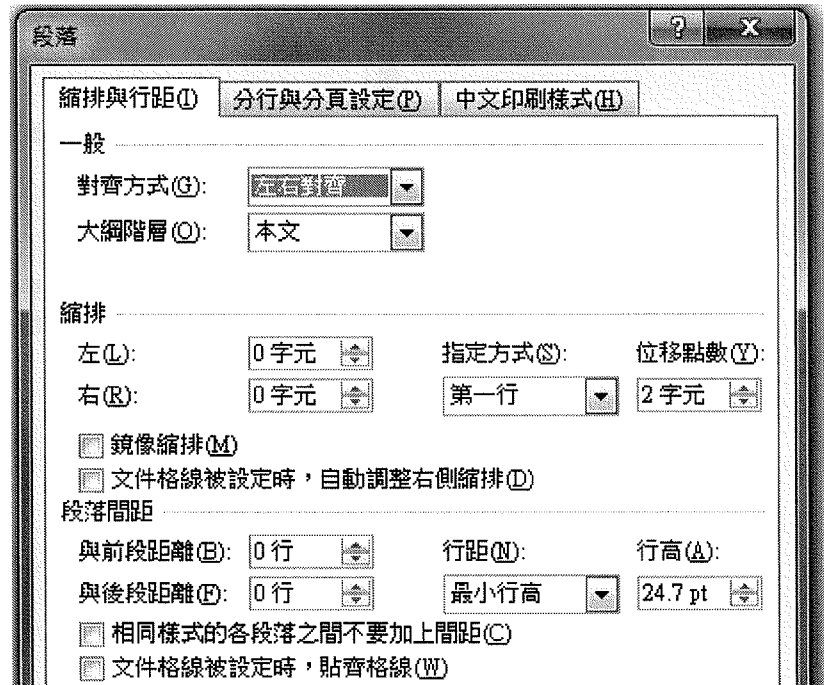 段落 ?
縮排與行距(I) 分行與分頁設定(P) 中文印刷樣式(H)
一般
對齊方式(G): 左右對齊
大綱階層(O): 本文
縮排
左(L): 0 字元 指定方式(S): 位移點數(Y):
右(R): 0 字元 第一行 2 字元
鏡像縮排(M)
文件格線被設定時，自動調整右側縮排(D)
段落間距
與前段距離(B): 0 行 行距(N): 行高(A):
與後段距離(F): 0 行 最小行高 24.7 pt
相同樣式的各段落之間不要加上間距(C)
文件格線被設定時，貼齊格線(W)